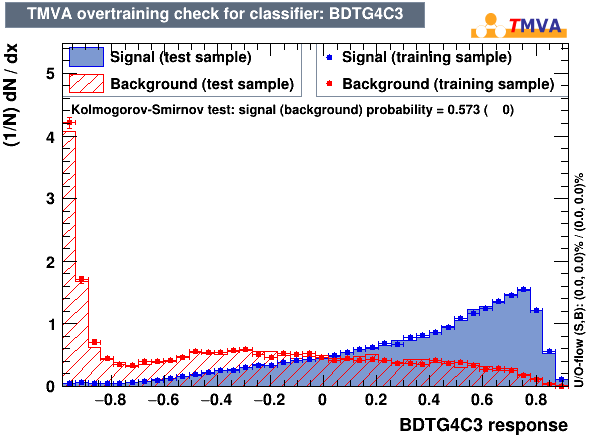 TMVA overtraining check for classifier: BDTG4C3
TMVA
Signal (test sample)
Background (test sample)
Signal (training sample)
Background (training sample)
Kolmogorov-Smirnov test: signal (background) probability = 0.573 ( 0)
(1/N) dN / dx
5
4
3
2
1
0
−0.8 −0.6 −0.4 −0.2 0 0.2 0.4 0.6 0.8
BDTG4C3 response
U/O-flow (S,B): (0.0, 0.0)% / (0.0, 0.0)%